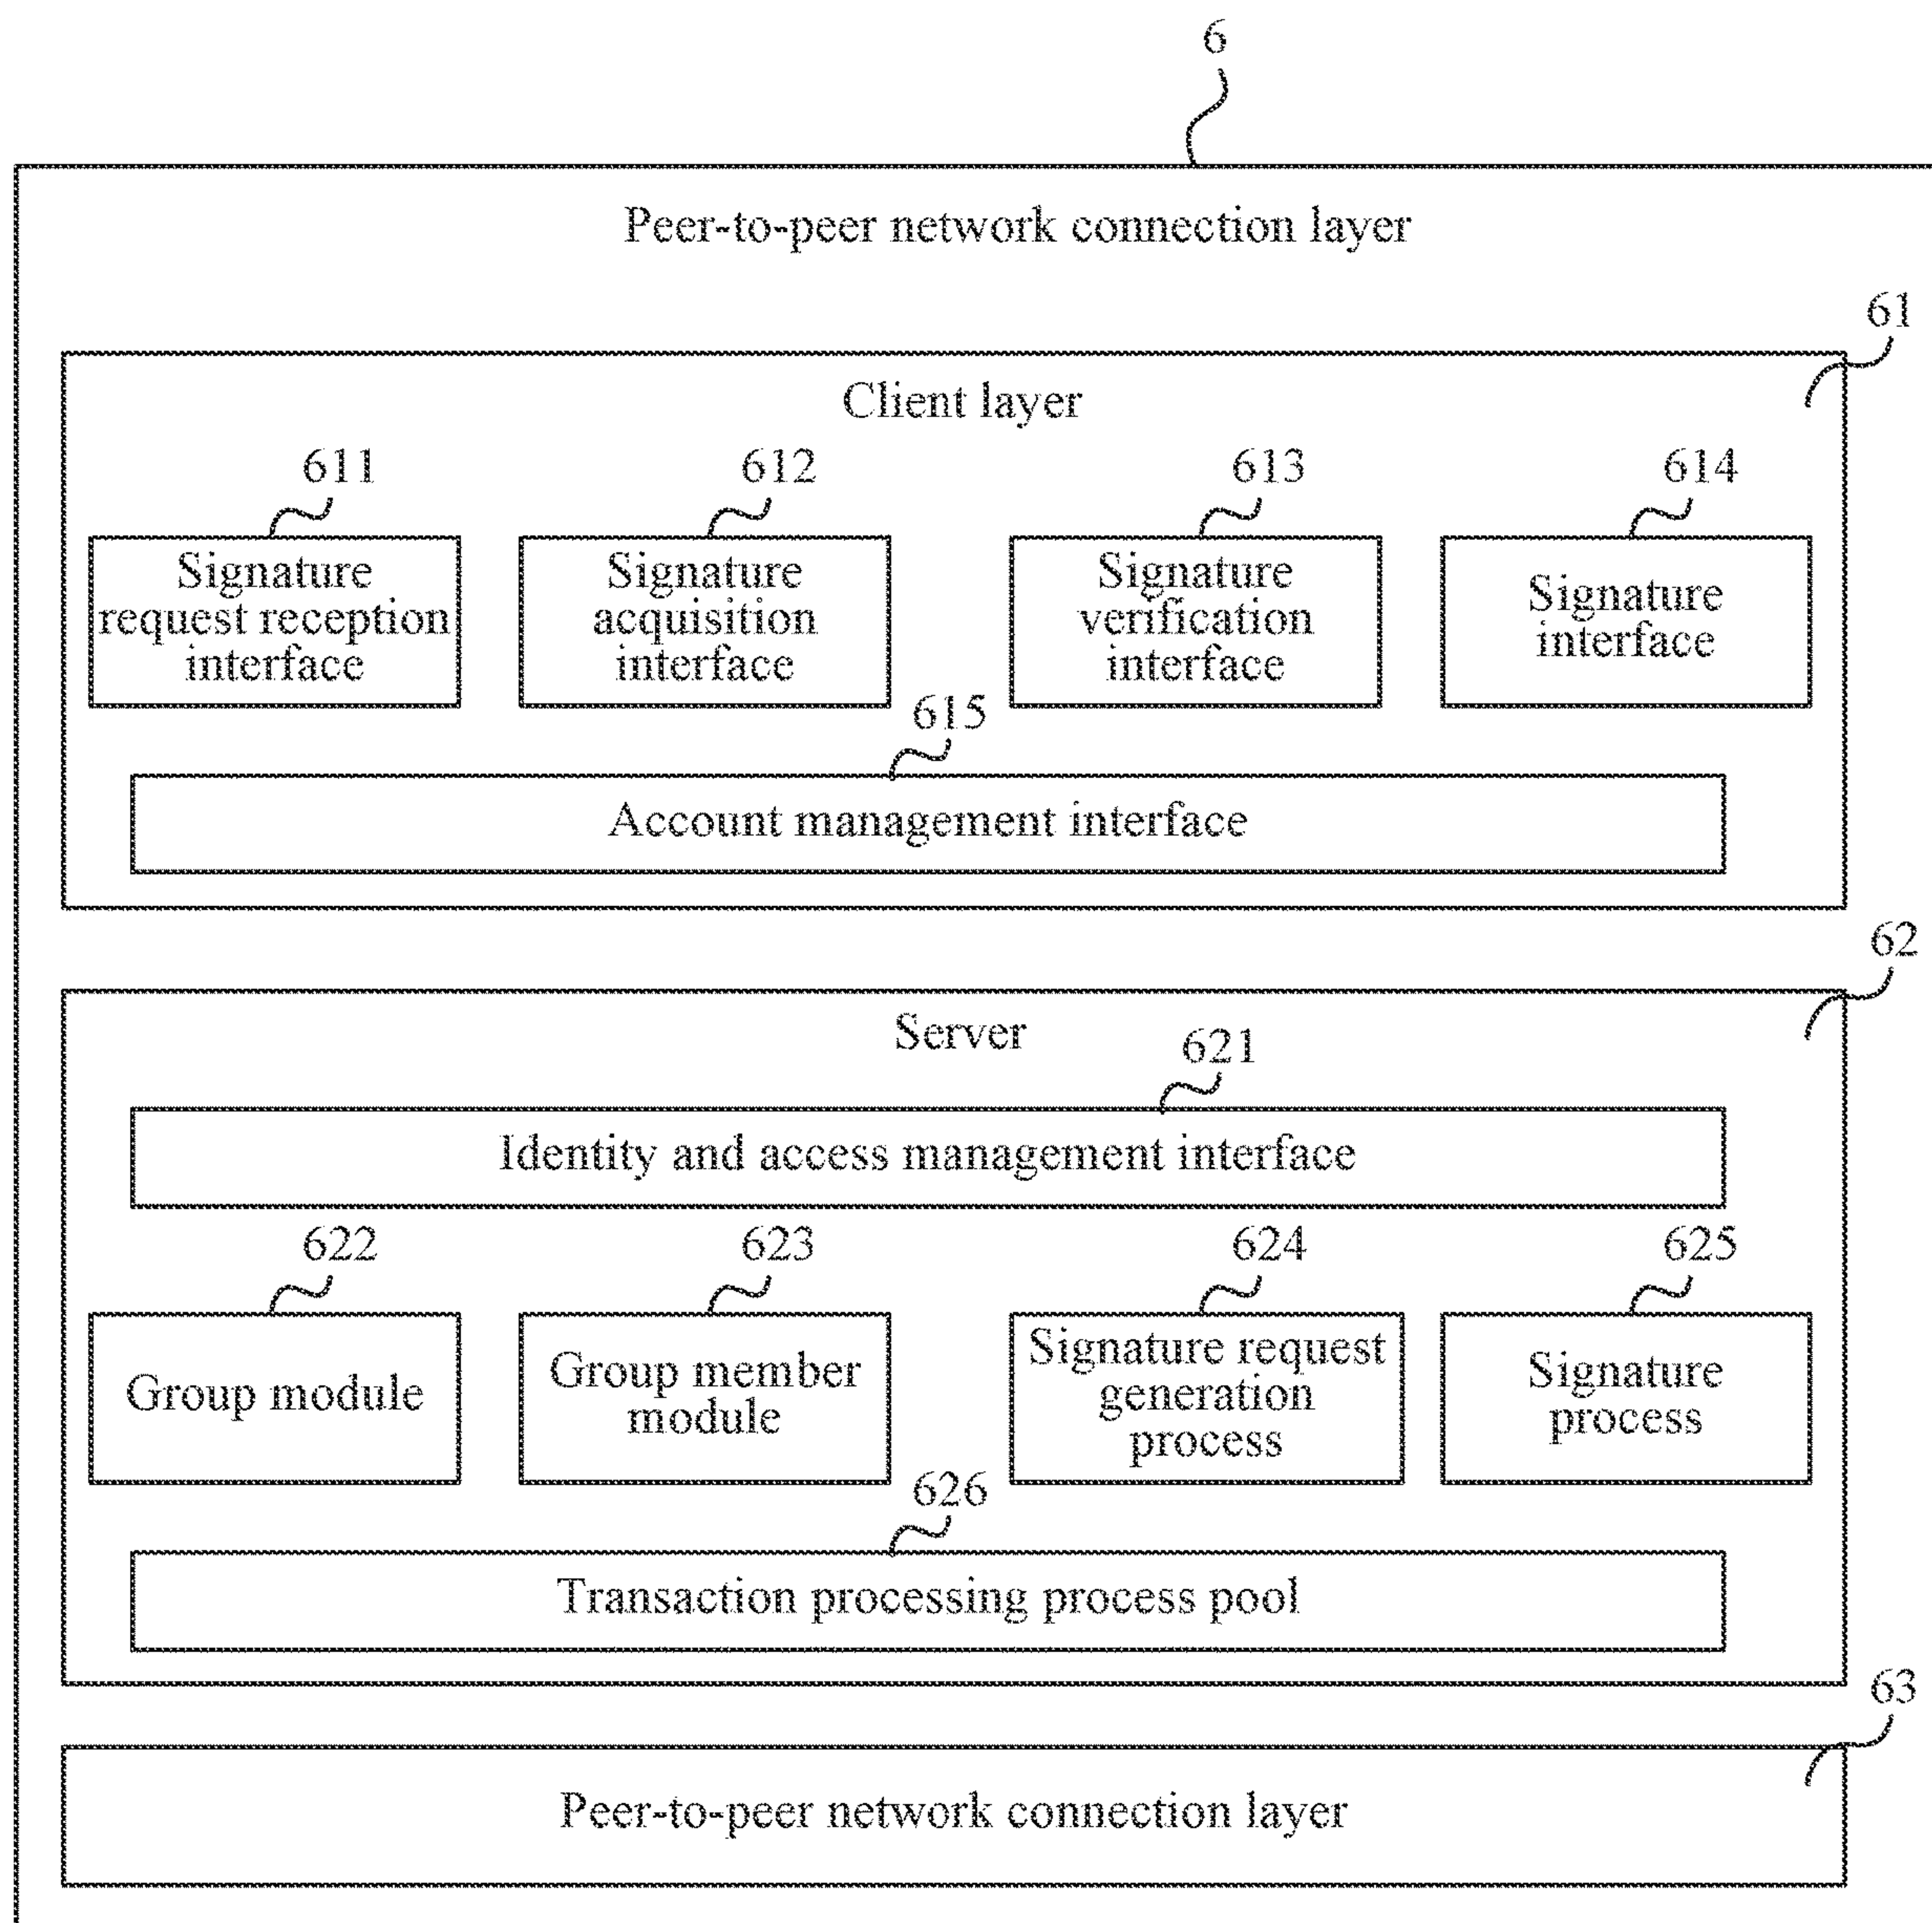 6
Peer-to-peer network connection layer
61
Client layer
611
612
613
614
Signature
request reception
interface
Signature
acquisition
interface
Signature
verification
interface
Signature
interface
615
Account management interface
62
Server
621
Identity and access management interface
622
623
624
625
Group module
Group member
module
Signature request
generation
process
Signature
process
626
Transaction processing process pool
63
Peer-to-peer network connection layer